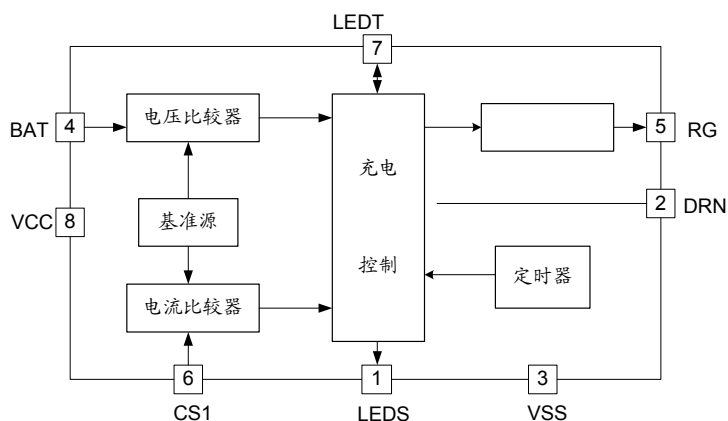 LEDT
7
电压比较器
BAT
4
5
RG
充电
2
DRN
VCC
8
基准源
控制
定时器
电流比较器
6
1
3
CS1
LEDS
VSS